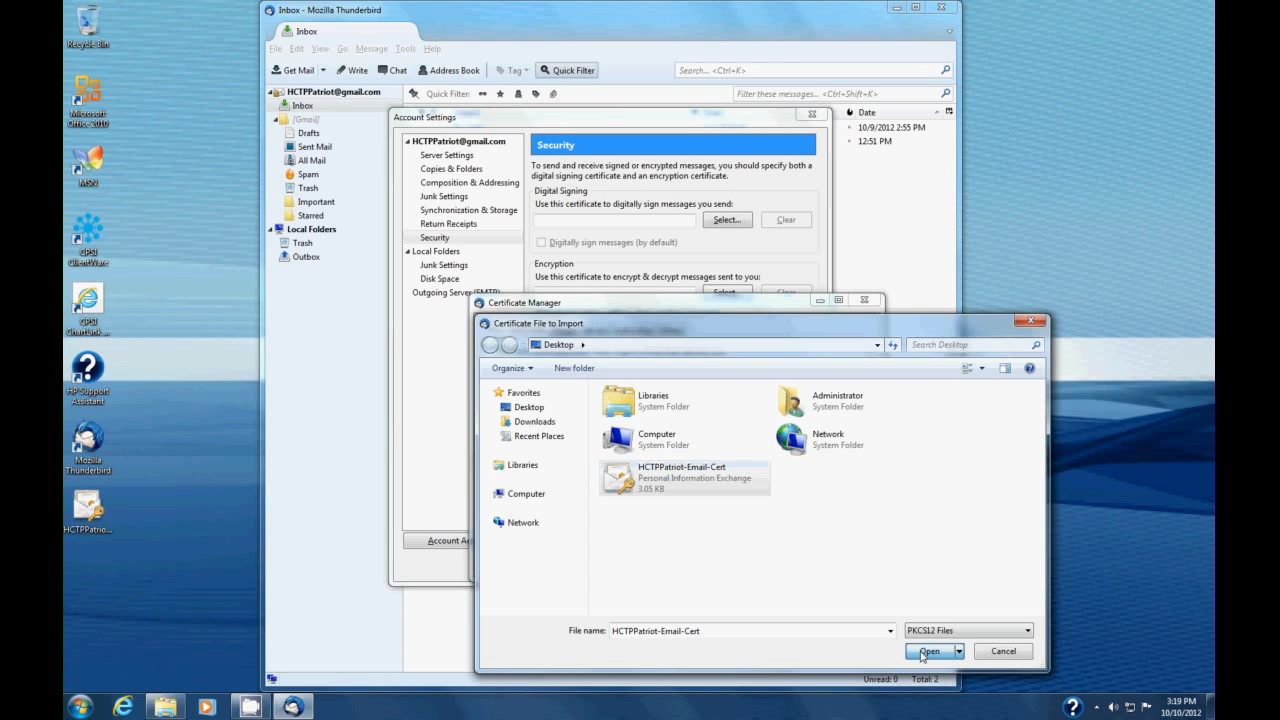 Recycle Bin
Microsoft
Office 2010
MSN
CPSI
ClientWare
CPSI
ChartLink ...
HP Support
Assistant
Mozilla
Thunderbird
HCTPPatrio...
Inbox - Mozilla Thunderbird
Inbox
File Edit View Go Message Tools Help
Get Mail Write Chat Address Book Tag Quick Filter Search... <Ctrl+K>
HCTPPatriot@gmail.com
Inbox
[Gmail]
Drafts
Sent Mail
All Mail
Spam
Trash
Important
Starred
Local Folders
Trash
Outbox
Quick Filter: Filter these messages... <Ctrl+Shift+K>
Date
10/9/2012 2:55 PM
12:51 PM
Account Settings
HCTPPatriot@gmail.com
Server Settings
Copies & Folders
Composition & Addressing
Junk Settings
Synchronization & Storage
Return Receipts
Security
Local Folders
Junk Settings
Disk Space
Outgoing Server (SMTP)
Account Ac
Security
To send and receive signed or encrypted messages, you should specify both a
digital signing certificate and an encryption certificate.
Digital Signing
Use this certificate to digitally sign messages you send:
Select... Clear
Digitally sign messages (by default)
Encryption
Use this certificate to encrypt & decrypt messages sent to you:
Select... Clear
Certificate Manager
Certificate File to Import
Desktop Search Desktop
Organize New folder
Favorites
Desktop
Downloads
Recent Places
Libraries
Computer
Network
Libraries
System Folder
Administrator
System Folder
Computer
System Folder
Network
System Folder
HCTPPatriot-Email-Cert
Personal Information Exchange
3.05 KB
File name: HCTPPatriot-Email-Cert PKCS12 Files
Open Cancel
Unread: 0 Total: 2
3:19 PM
10/10/2012